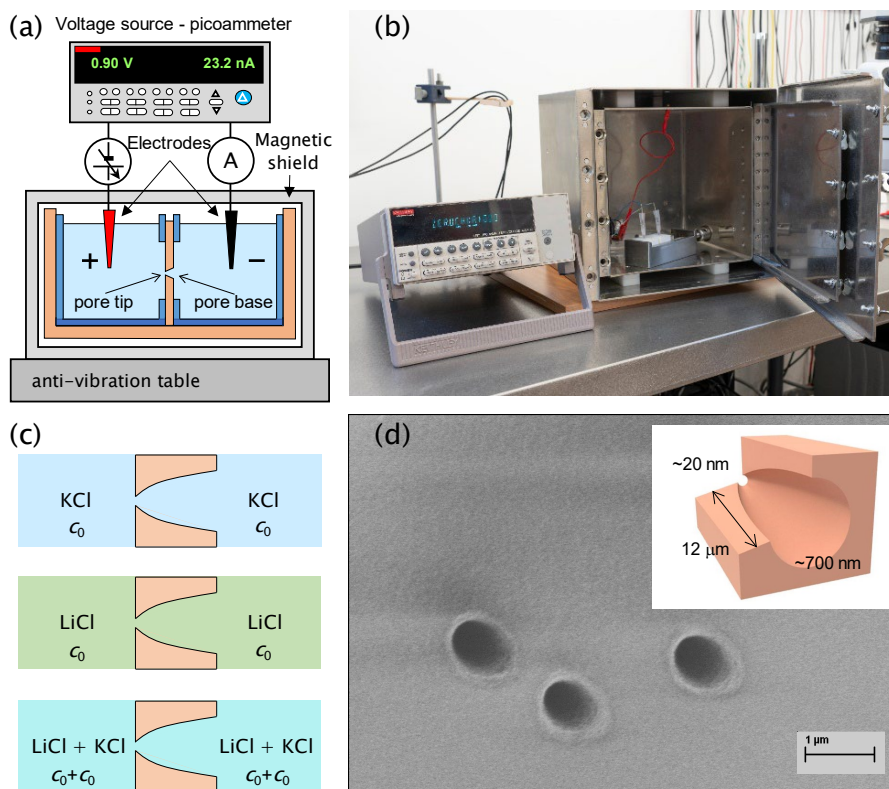 (a)
Voltage source - picoammeter
0.90 V
23.2 nA
Electrodes
Magnetic
shield
A
+
−
pore tip
pore base
anti-vibration table
(b)
(c)
KCl
c0
KCl
c0
LiCl
c0
LiCl
c0
LiCl + KCl
c0+c0
LiCl + KCl
c0+c0
(d)
~20 nm
12 μm
~700 nm
1 μm